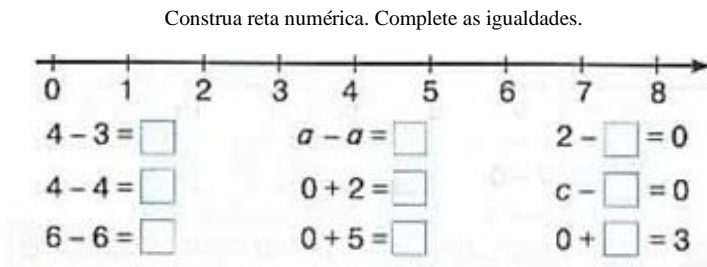 Construa reta numérica. Complete as igualdades.
0 1 2 3 4 5 6 7 8
4 – 3 = □ a – a = □ 2 – □ = 0
4 – 4 = □ 0 + 2 = □ c – □ = 0
6 – 6 = □ 0 + 5 = □ 0 + □ = 3